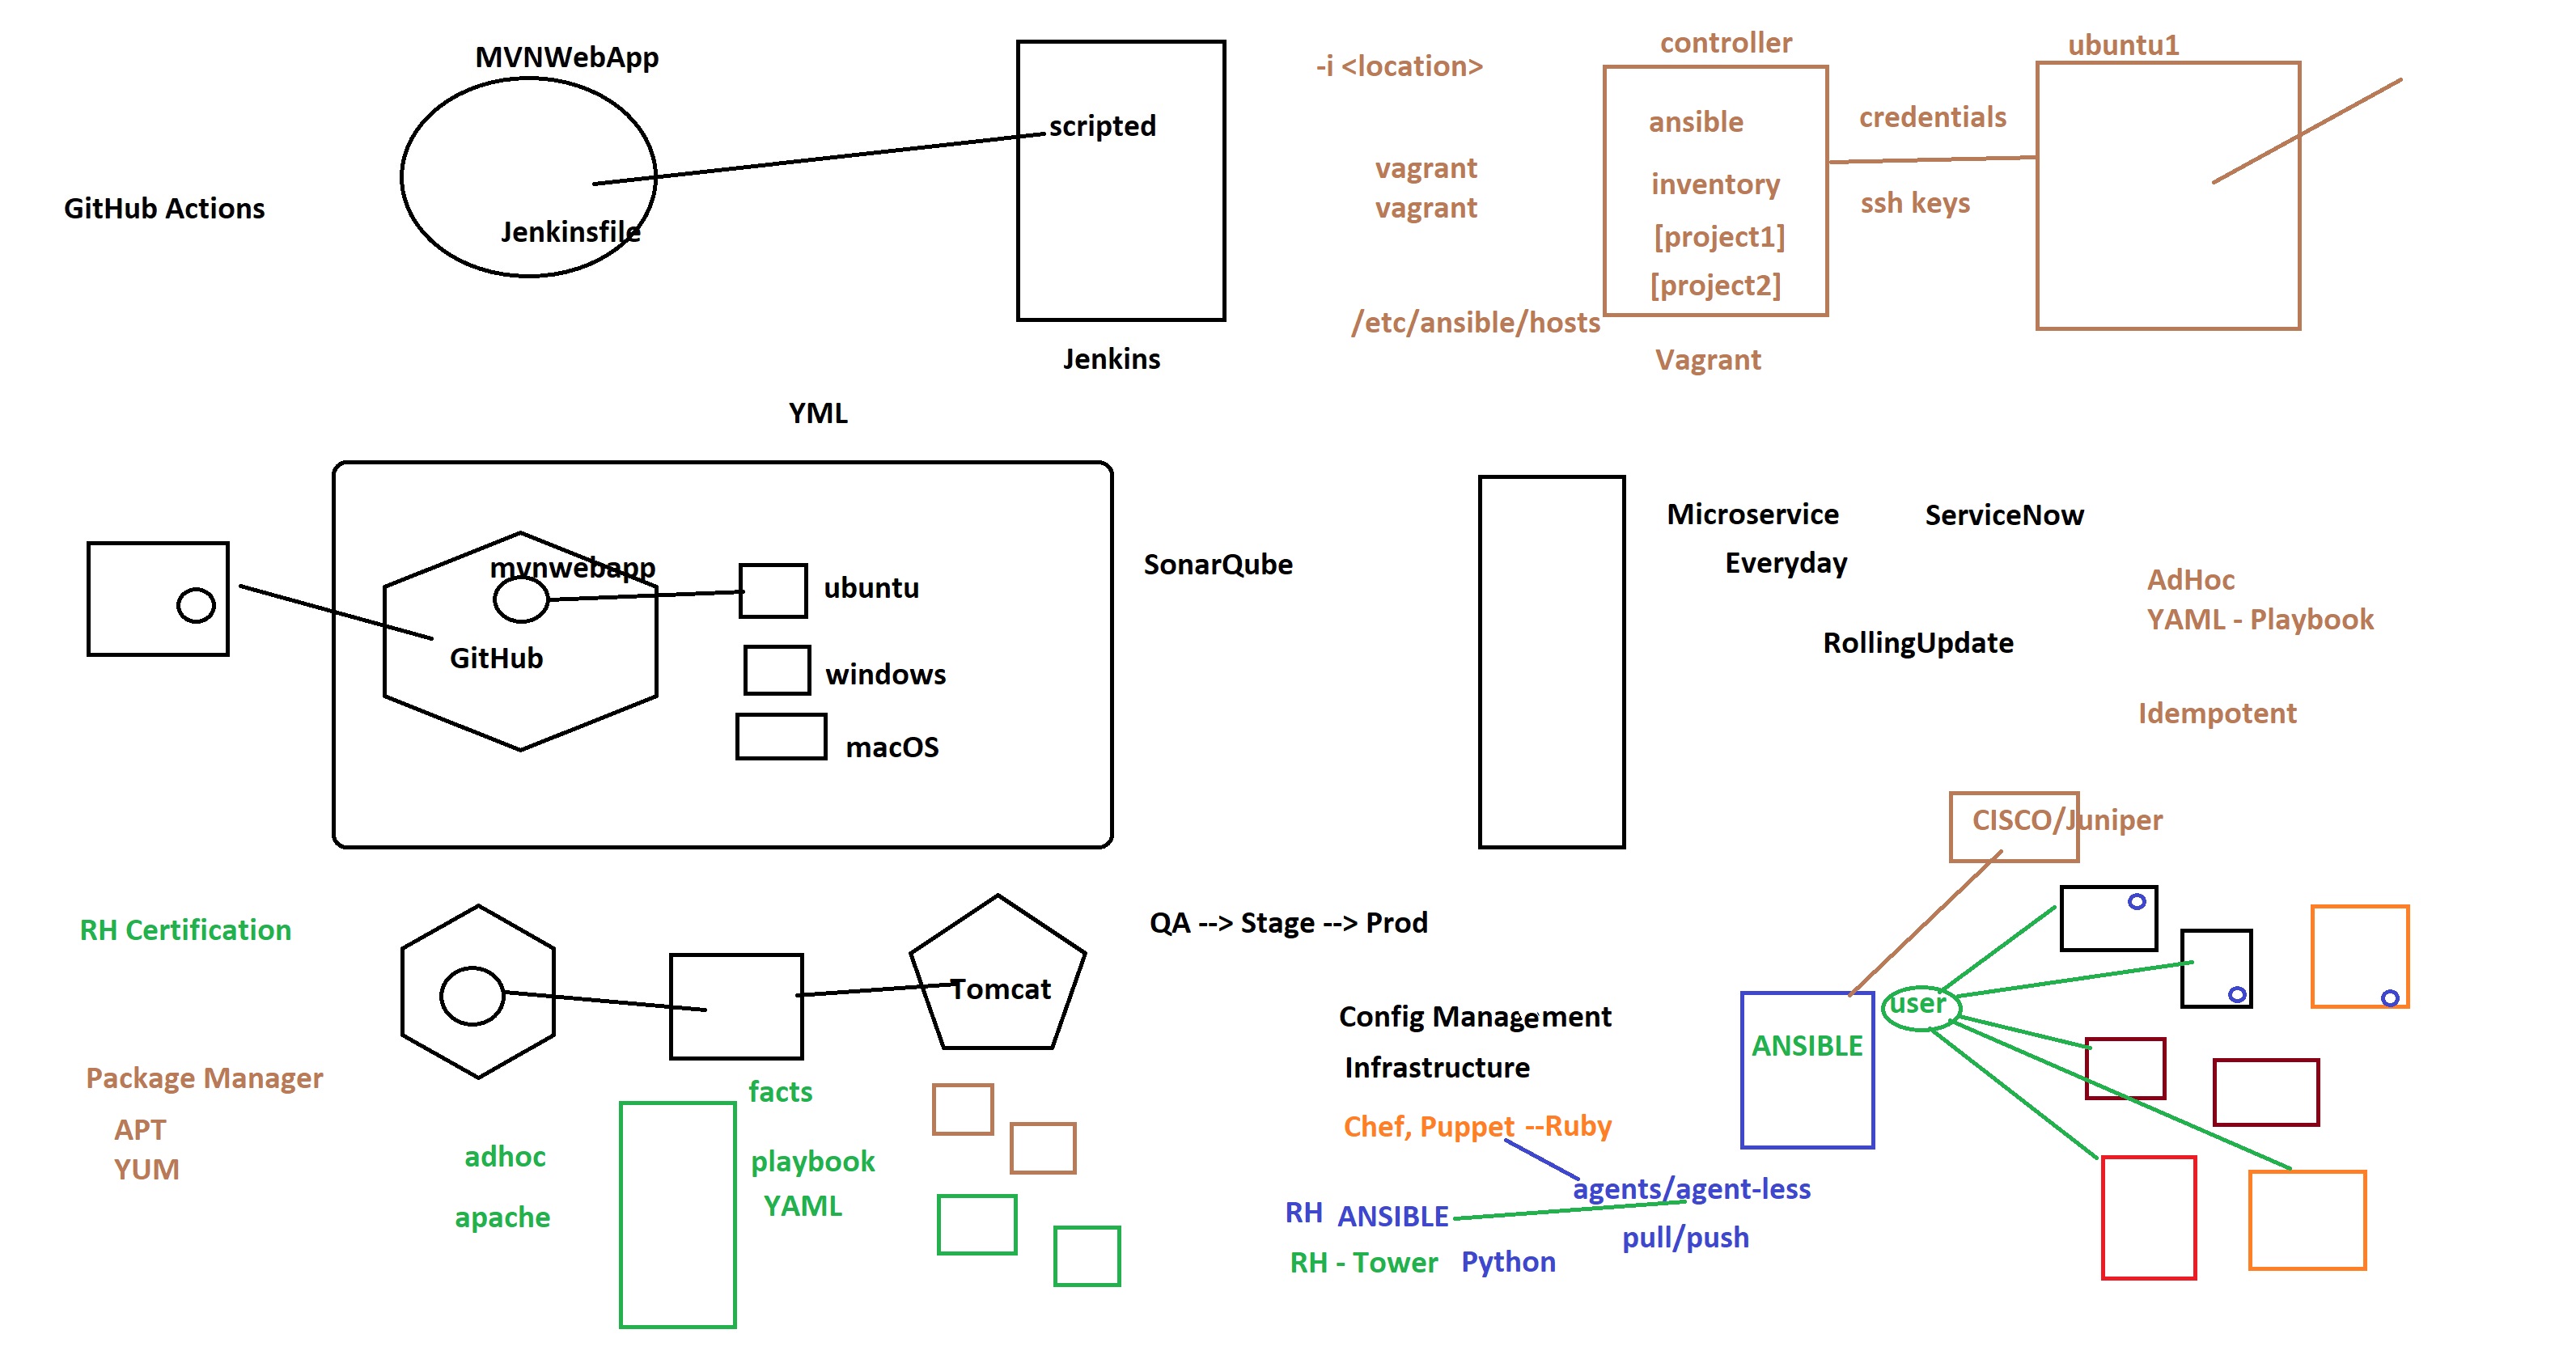 MVNWebApp
GitHub Actions
Jenkinsfile
scripted
Jenkins
-i <location>
vagrant
vagrant
/etc/ansible/hosts
controller
ansible
inventory
[project1]
[project2]
Vagrant
credentials
ssh keys
ubuntu1
YML
mvnwebapp
GitHub
ubuntu
windows
macOS
SonarQube
Microservice
Everyday
ServiceNow
RollingUpdate
AdHoc
YAML - Playbook
Idempotent
CISCO/Juniper
RH Certification
Package Manager
APT
YUM
Tomcat
adhoc
apache
facts
playbook
YAML
QA --> Stage --> Prod
Config Management
Infrastructure
Chef, Puppet --Ruby
agents/agent-less
RH ANSIBLE
pull/push
RH - Tower Python
ANSIBLE
user